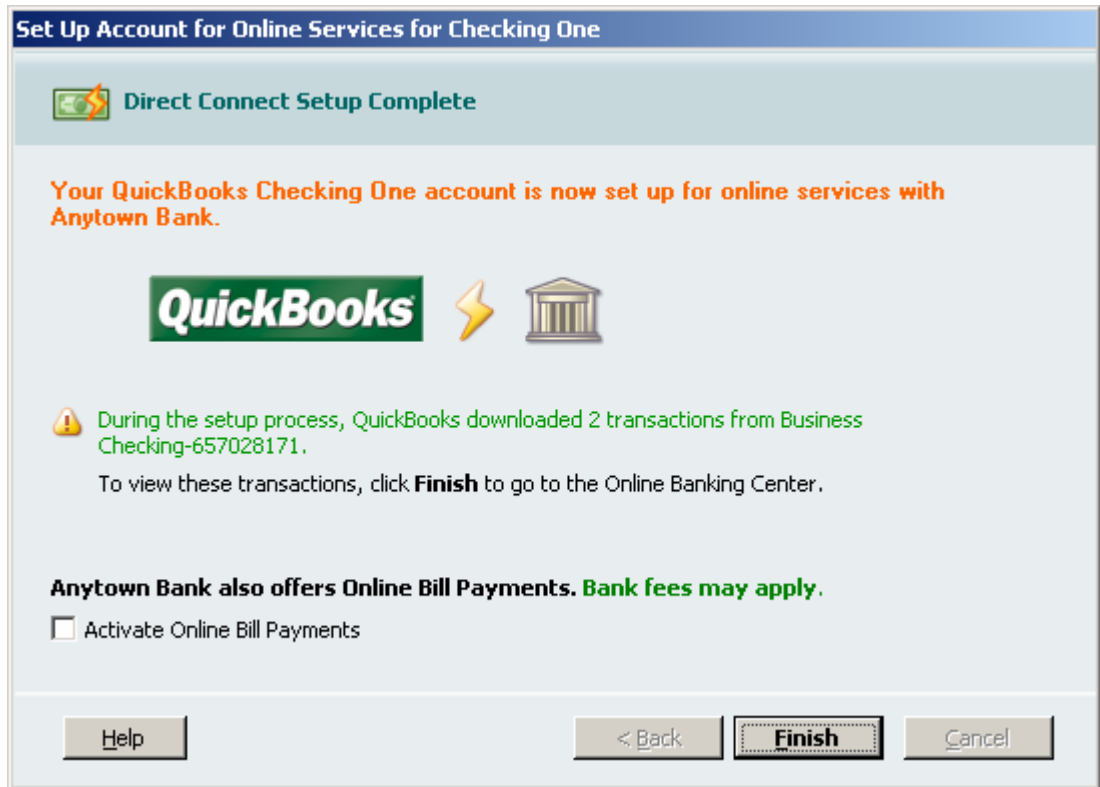 Set Up Account for Online Services for Checking One
Direct Connect Setup Complete
Your QuickBooks Checking One account is now set up for online services with
Anytown Bank.
QuickBooks
During the setup process, QuickBooks downloaded 2 transactions from Business
Checking-657028171.
To view these transactions, click Finish to go to the Online Banking Center.
Anytown Bank also offers Online Bill Payments. Bank fees may apply.
Activate Online Bill Payments
Help
< Back
Finish
Cancel